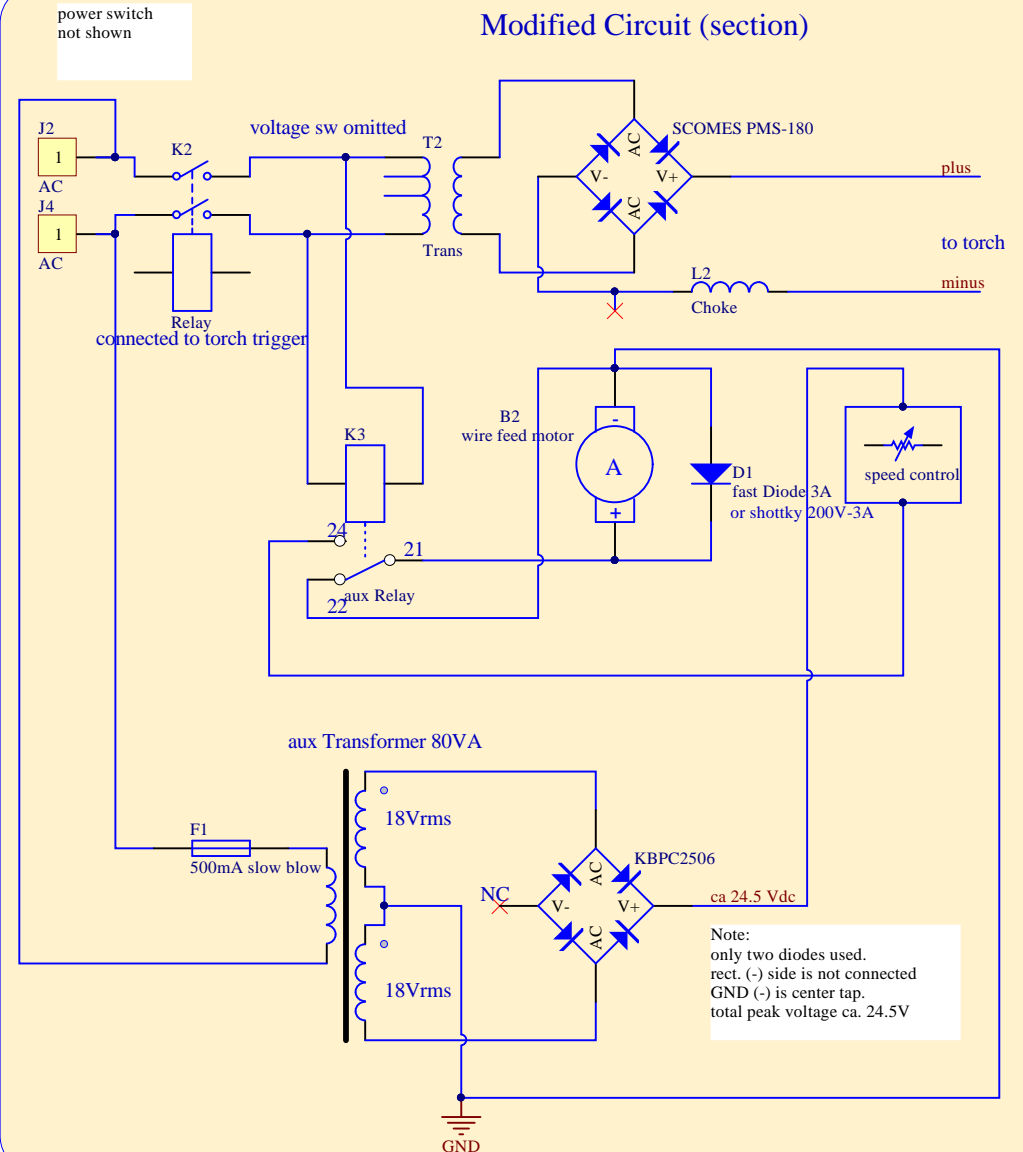 power switch
not shown
Modified Circuit (section)
J2
1
AC
J4
1
AC
K2
voltage sw omitted
T2
Trans
Relay
connected to torch trigger
AC
AC
V-
V+
SCOMES PMS-180
plus
to torch
minus
L2
Choke
B2
wire feed motor
-
A
+
D1
fast Diode 3A
or shottky 200V-3A
speed control
K3
24
21
22
aux Relay
aux Transformer 80VA
F1
500mA slow blow
18Vrms
18Vrms
NC
AC
AC
V-
V+
KBPC2506
ca 24.5 Vdc
Note:
only two diodes used.
rect. (-) side is not connected
GND (-) is center tap.
total peak voltage ca. 24.5V
GND